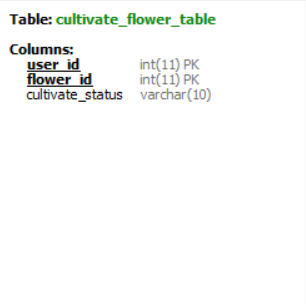 Table: cultivate_flower_table
Columns:
user_id int(11) PK
flower_id int(11) PK
cultivate_status varchar(10)